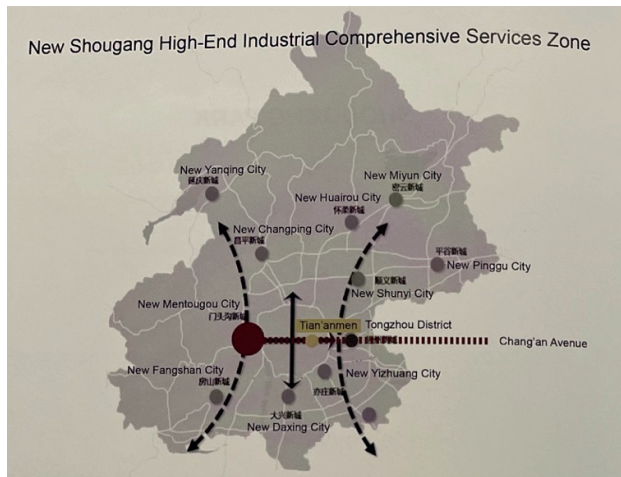 New Shougang High-End Industrial Comprehensive Services Zone
New Yanqing City
延庆新城
New Miyun City
密云新城
New Huairou City
怀柔新城
New Changping City
昌平新城
平谷新城
New Pinggu City
顺义新城
New Shunyi City
New Mentougou City
门头沟新城
Tian'anmen
Tongzhou District
Chang'an Avenue
New Fangshan City
房山新城
New Yizhuang City
亦庄新城
大兴新城
New Daxing City